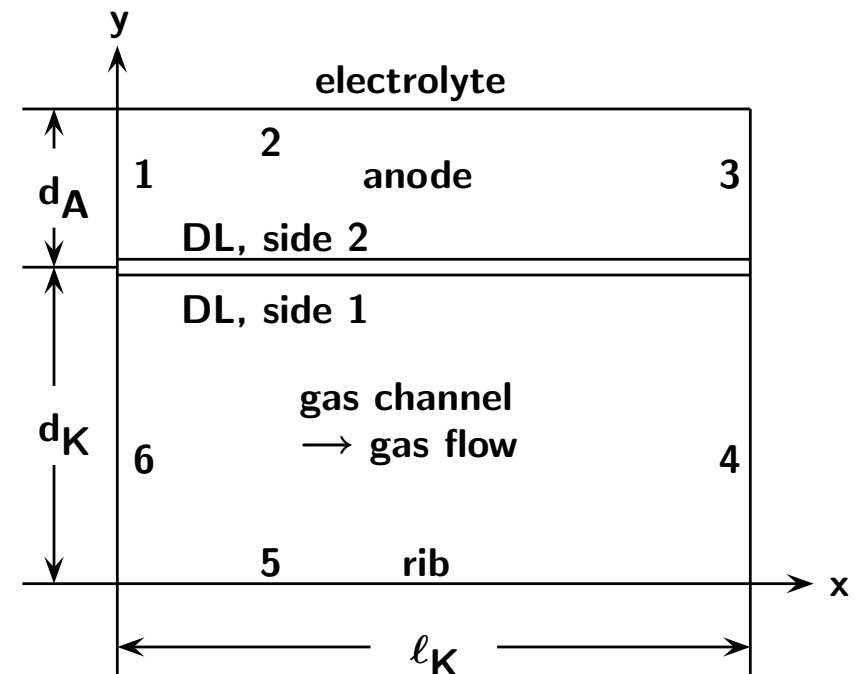 y
electrolyte
2
1 anode 3
d_A
DL, side 2
DL, side 1
gas channel
→ gas flow
d_K
6 4
5 rib
x
ℓ_K